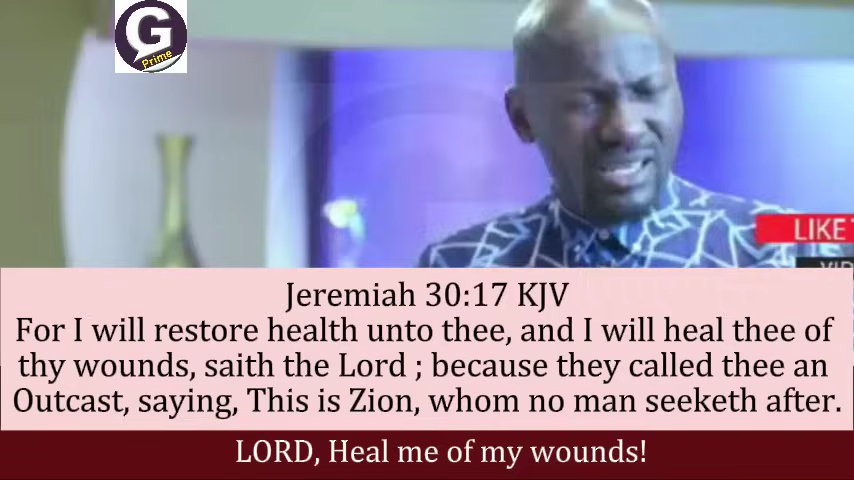 G
Prime
LIKE
Jeremiah 30:17 KJV
For I will restore health unto thee, and I will heal thee of
thy wounds, saith the Lord ; because they called thee an
Outcast, saying, This is Zion, whom no man seeketh after.
LORD, Heal me of my wounds!